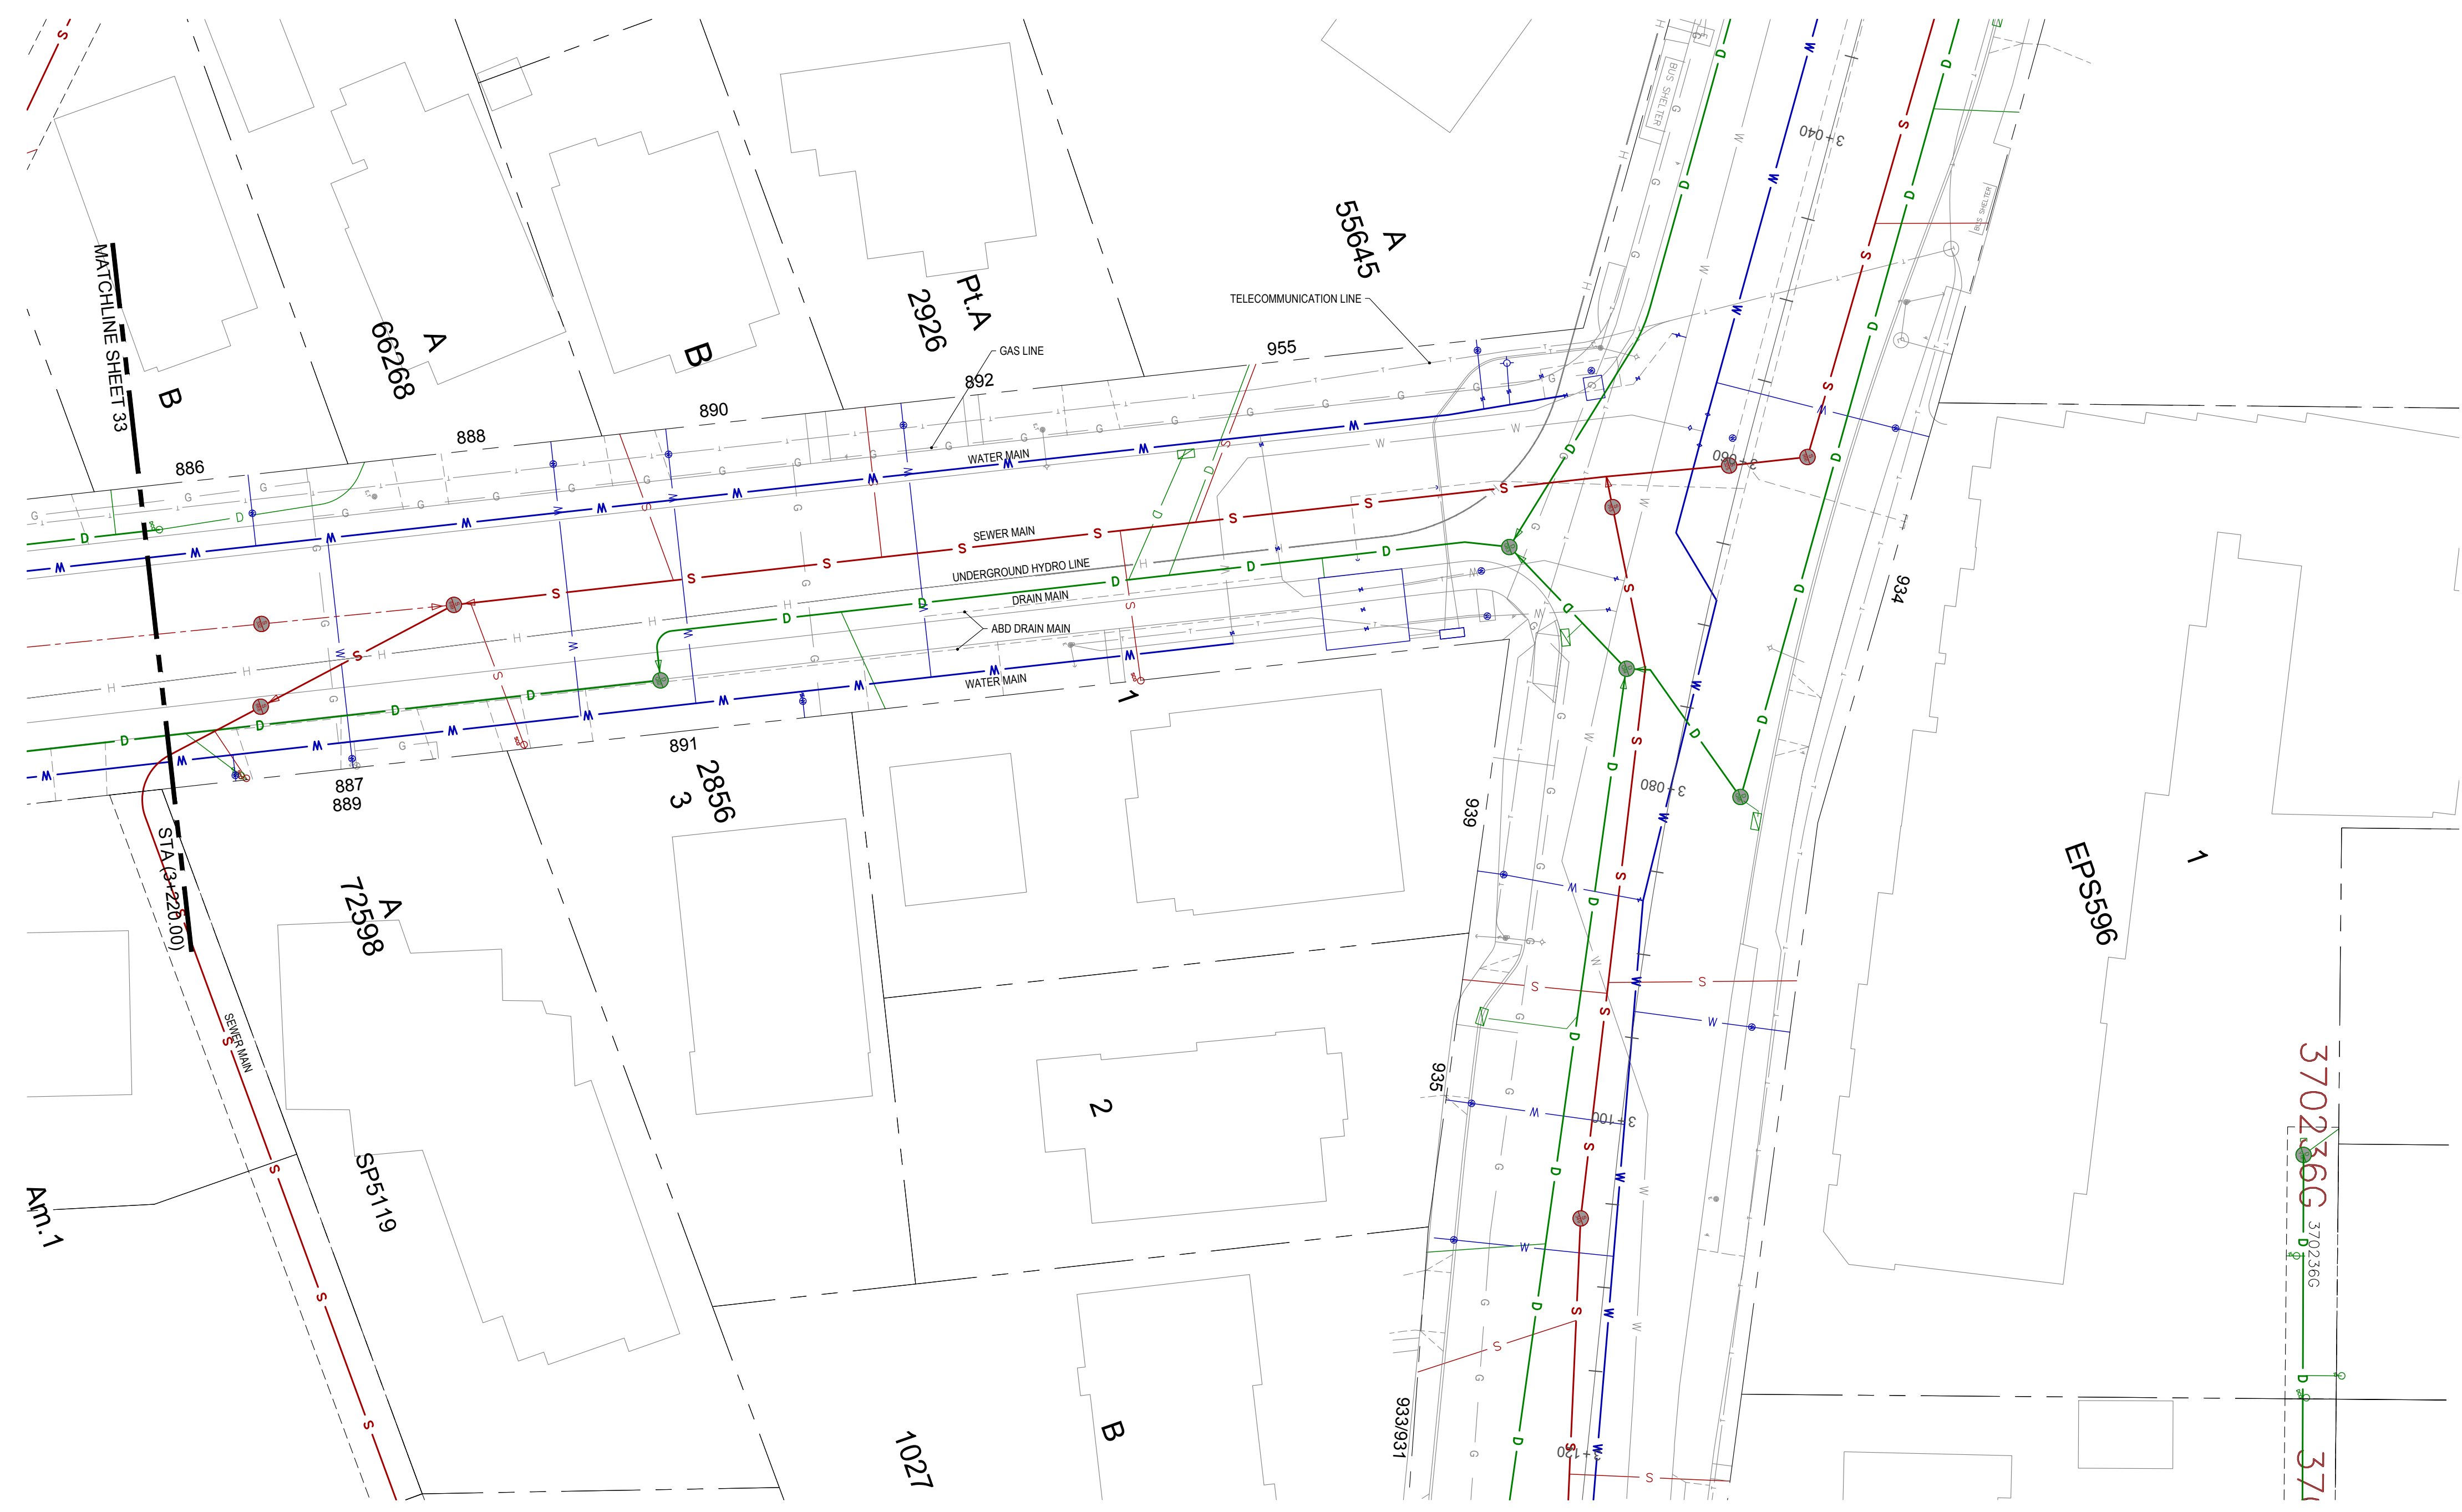 MATCHLINE SHEET 33
STA (3+220.00)
B
A
66268
B
Pt.A
2926
A
55645
BUS SHELTER
BUS SHELTER
3+040
TELECOMMUNICATION LINE
GAS LINE
955
892
890
888
886
WATER MAIN
SEWER MAIN
UNDERGROUND HYDRO LINE
DRAIN MAIN
ABD DRAIN MAIN
WATER MAIN
3+060
934
1
891
887
889
2856
3
939
3+080
A
72598
SEWER MAIN
EPS596
1
935
2
3+100
SP5119
Am.1
370236G
370236G
B
1027
933/931
3+120